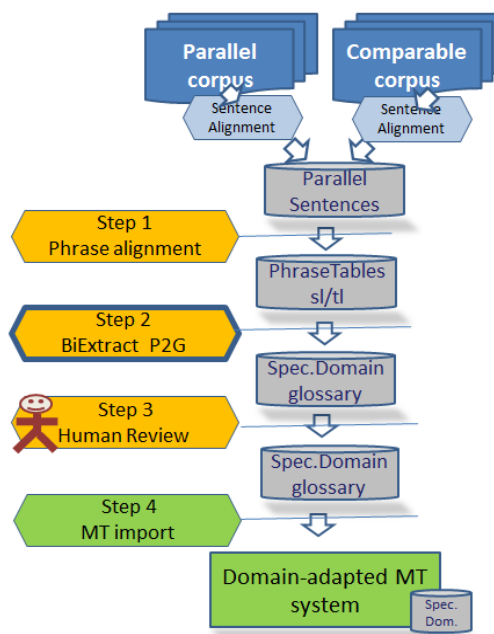 Parallel
corpus
Comparable
corpus
Sentence
Alignment
Sentence
Alignment
Parallel
Sentences
Step 1
Phrase alignment
PhraseTables
sl/tl
Step 2
BiExtract P2G
Spec.Domain
glossary
Step 3
Human Review
Spec.Domain
glossary
Step 4
MT import
Domain-adapted MT
system
Spec.
Dom.